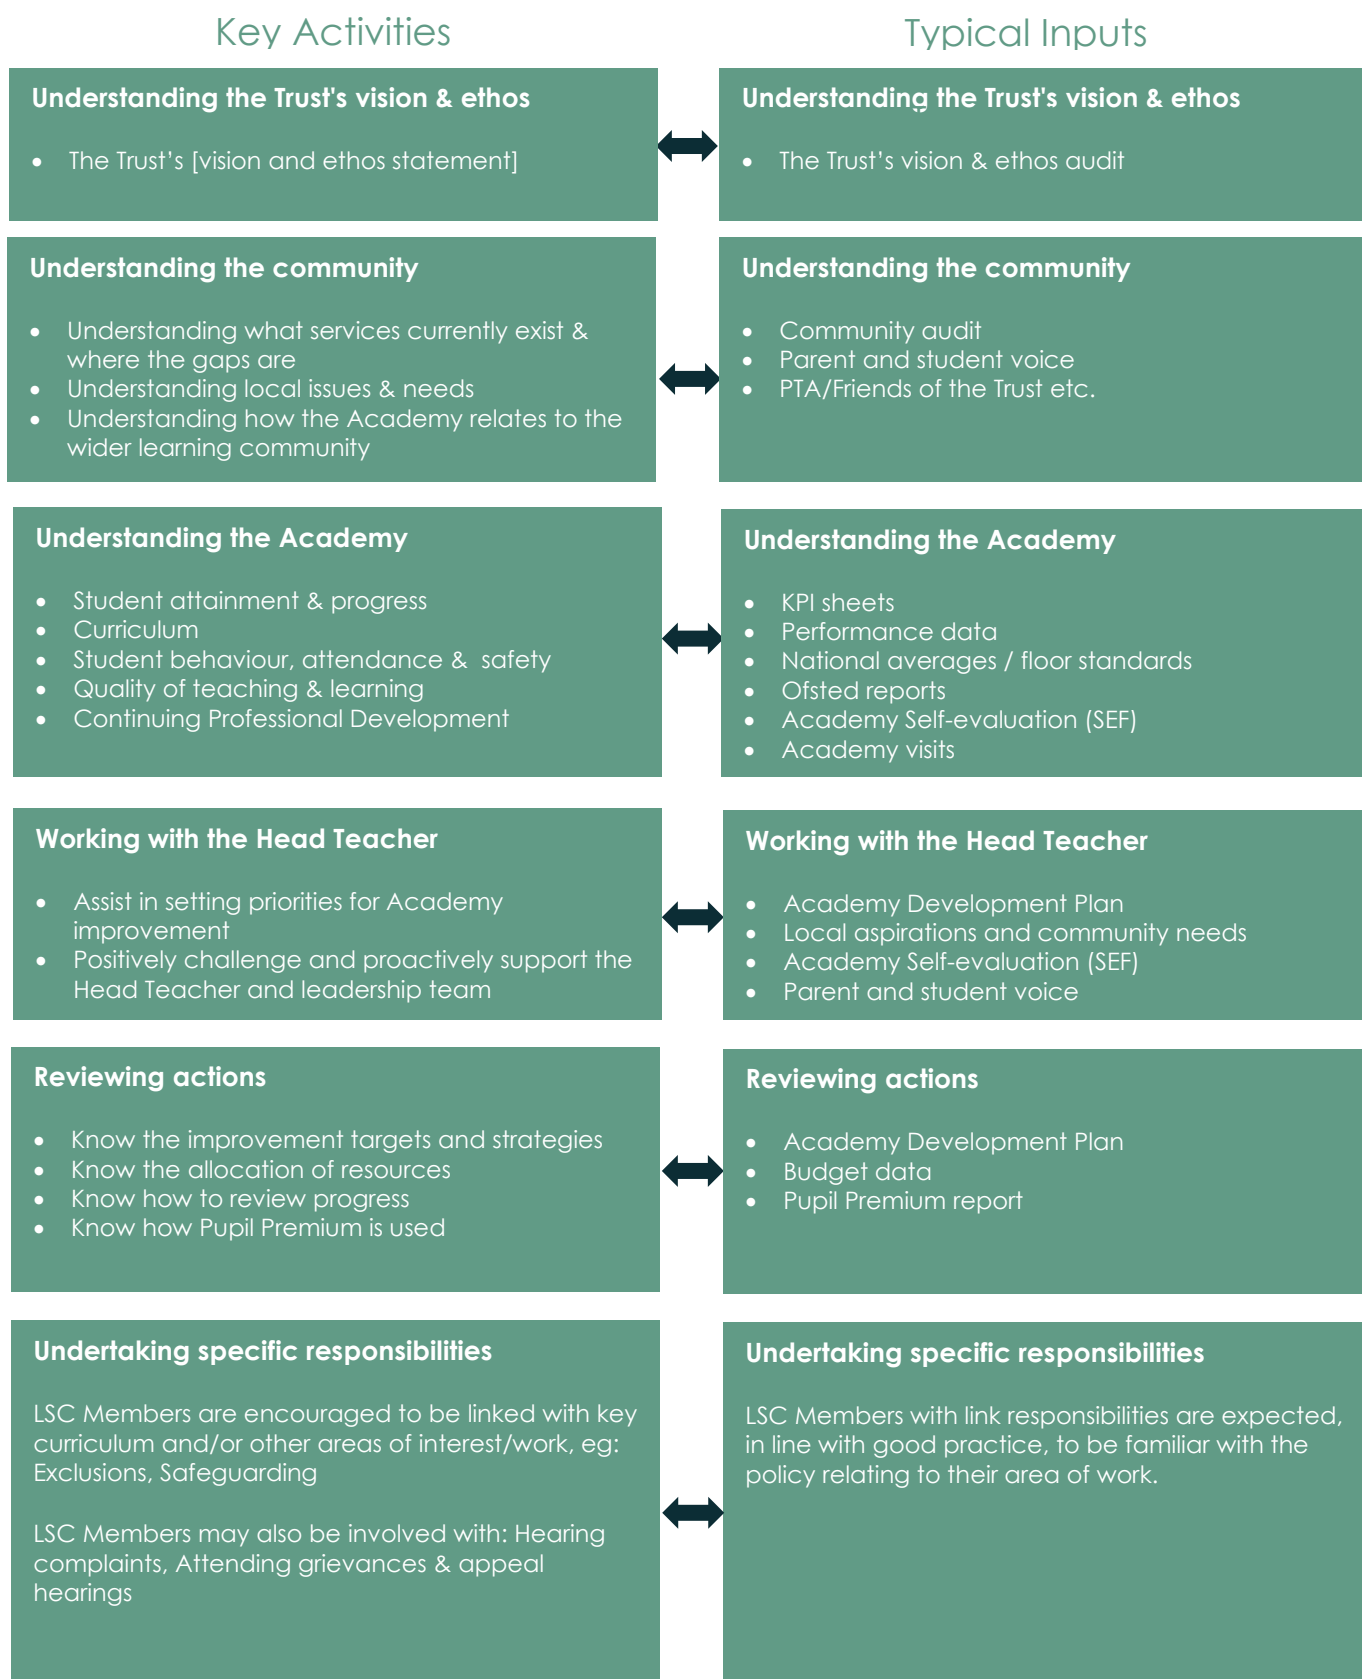 Key Activities
Typical Inputs
Understanding the Trust's vision & ethos
• The Trust’s [vision and ethos statement]
Understanding the Trust's vision & ethos
• The Trust’s vision & ethos audit
Understanding the community
• Understanding what services currently exist &
where the gaps are
• Understanding local issues & needs
• Understanding how the Academy relates to the
wider learning community
Understanding the community
• Community audit
• Parent and student voice
• PTA/Friends of the Trust etc.
Understanding the Academy
• Student attainment & progress
• Curriculum
• Student behaviour, attendance & safety
• Quality of teaching & learning
• Continuing Professional Development
Understanding the Academy
• KPI sheets
• Performance data
• National averages / floor standards
• Ofsted reports
• Academy Self-evaluation (SEF)
• Academy visits
Working with the Head Teacher
• Assist in setting priorities for Academy
improvement
• Positively challenge and proactively support the
Head Teacher and leadership team
Working with the Head Teacher
• Academy Development Plan
• Local aspirations and community needs
• Academy Self-evaluation (SEF)
• Parent and student voice
Reviewing actions
• Know the improvement targets and strategies
• Know the allocation of resources
• Know how to review progress
• Know how Pupil Premium is used
Reviewing actions
• Academy Development Plan
• Budget data
• Pupil Premium report
Undertaking specific responsibilities
LSC Members are encouraged to be linked with key
curriculum and/or other areas of interest/work, eg:
Exclusions, Safeguarding
LSC Members may also be involved with: Hearing
complaints, Attending grievances & appeal
hearings
Undertaking specific responsibilities
LSC Members with link responsibilities are expected,
in line with good practice, to be familiar with the
policy relating to their area of work.